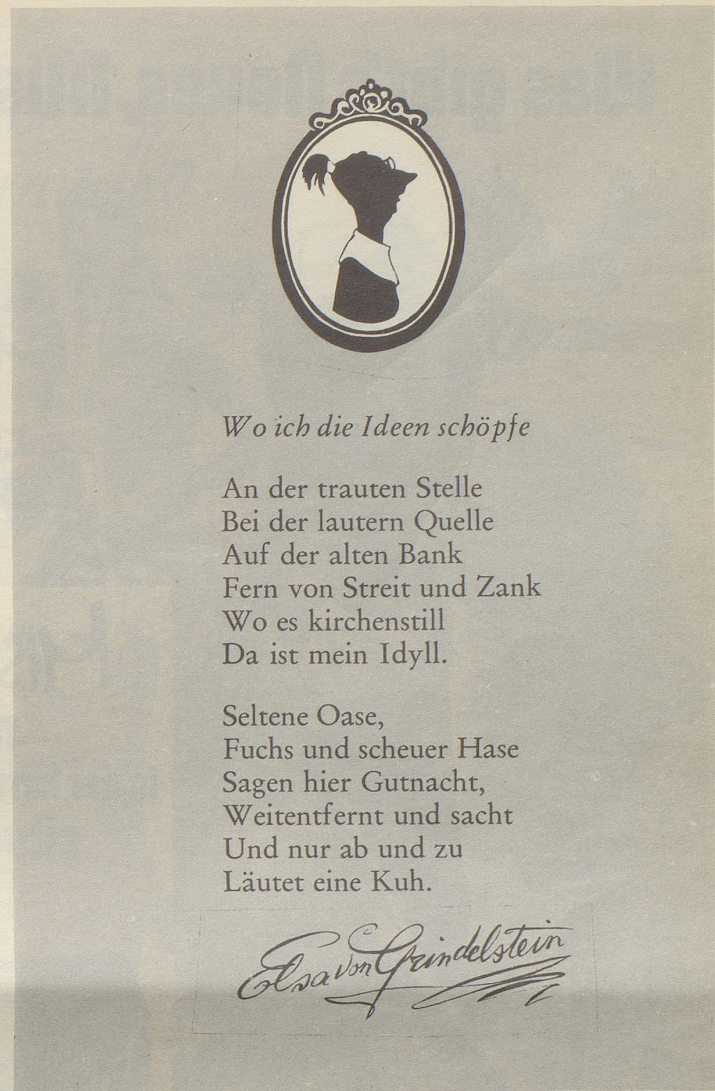 Wo ich die Ideen schöpfe
An der trauten Stelle
Bei der lautern Quelle
Auf der alten Bank
Fern von Streit und Zank
Wo es kirchenstill
Da ist mein Idyll.
Seltene Oase,
Fuchs und scheuer Hase
Sagen hier Gutnacht,
Weitentfernt und sacht
Und nur ab und zu
Läutet eine Kuh.
Elsa von Grindelstein